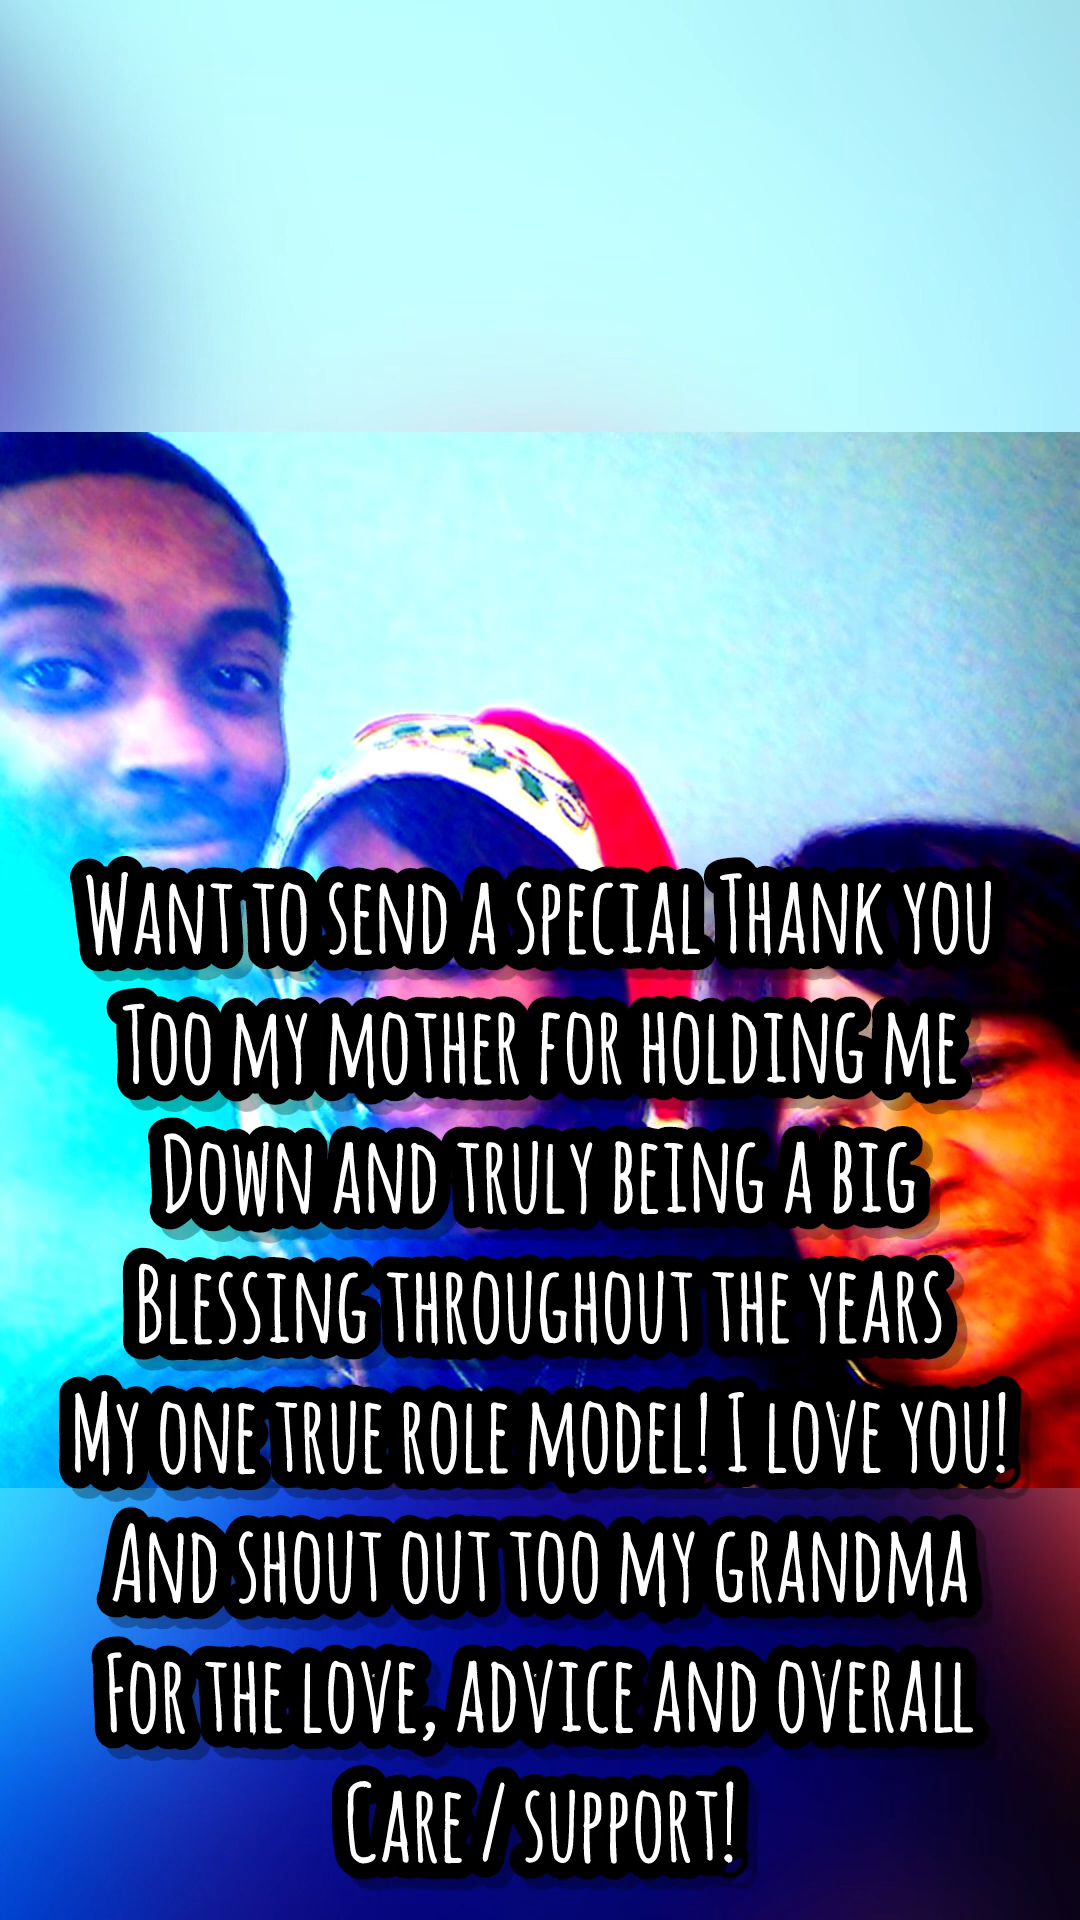 Want to send a special Thank you
Too my mother for holding me
Down and truly being a big
Blessing throughout the years
My one true role model! I love you!
And shout out too my grandma
For the love, advice and overall
Care / support!